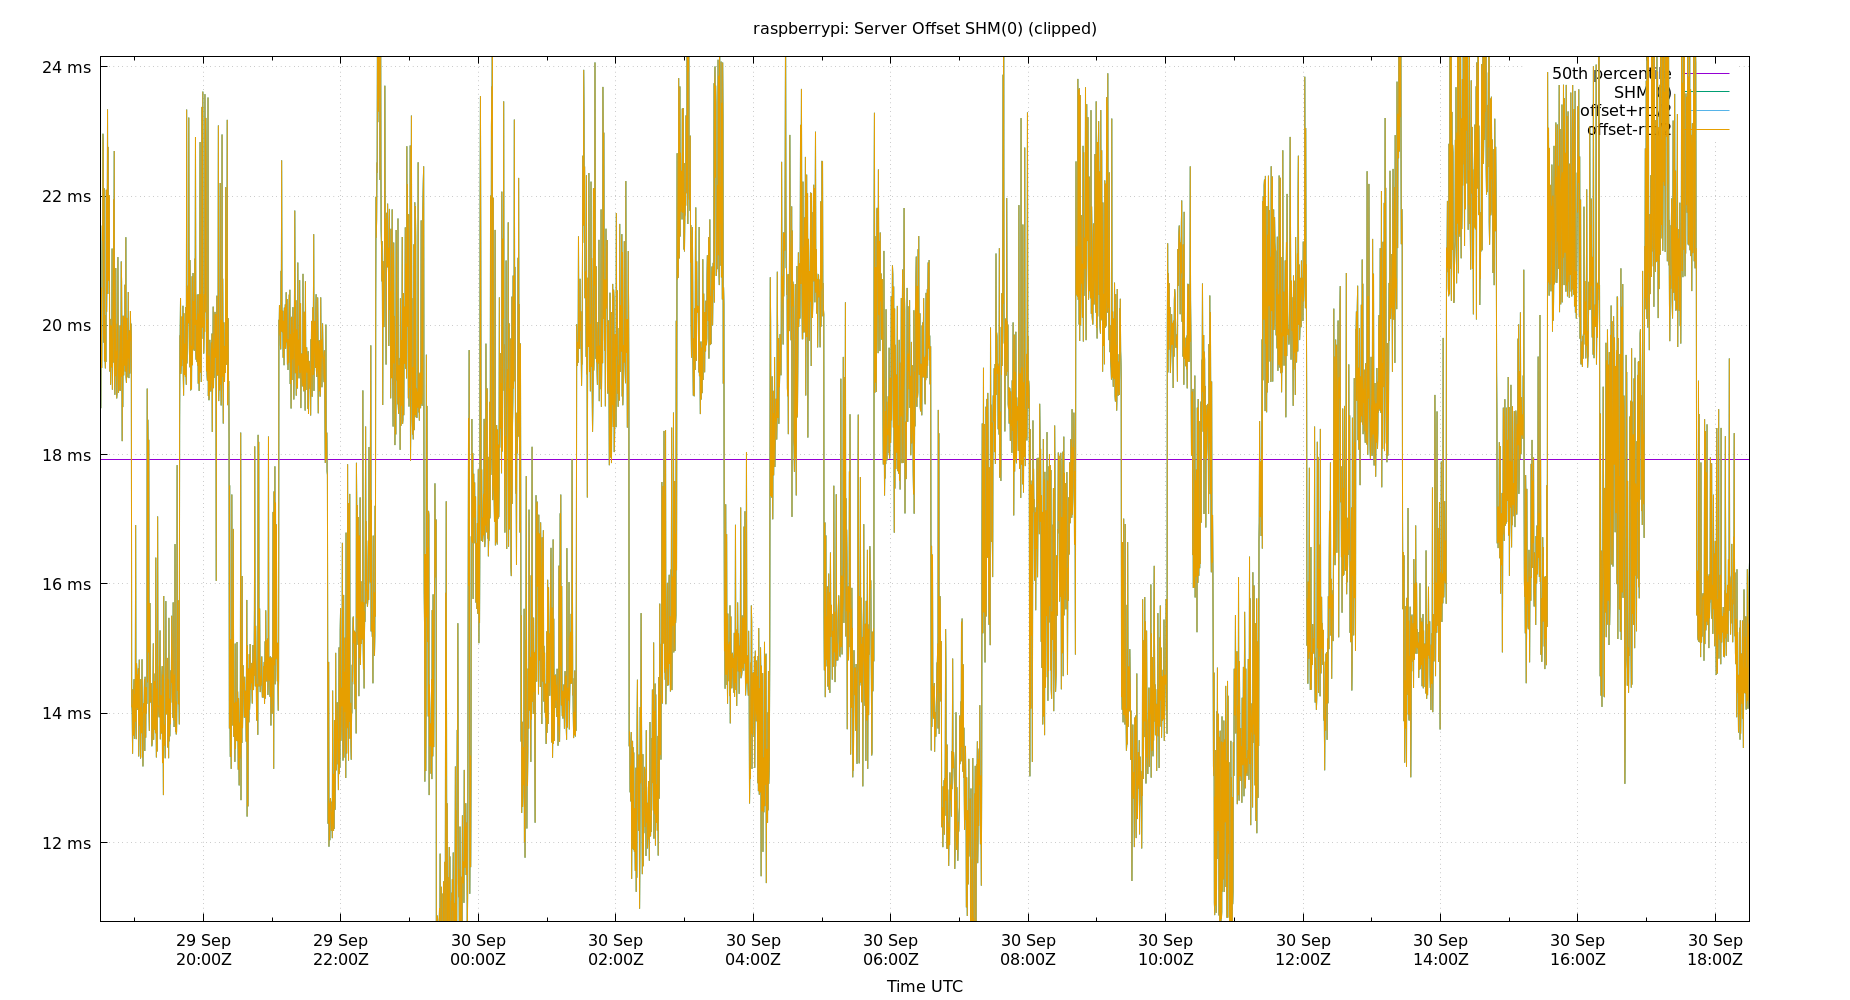 raspberrypi: Server Offset SHM(0) (clipped)
24 ms
22 ms
20 ms
18 ms
16 ms
14 ms
12 ms
50th percentile
SHM(0)
offset+rtt/2
offset-rtt/2
29 Sep 29 Sep 30 Sep 30 Sep 30 Sep 30 Sep 30 Sep 30 Sep 30 Sep 30 Sep 30 Sep 30 Sep
20:00Z 22:00Z 00:00Z 02:00Z 04:00Z 06:00Z 08:00Z 10:00Z 12:00Z 14:00Z 16:00Z 18:00Z
Time UTC